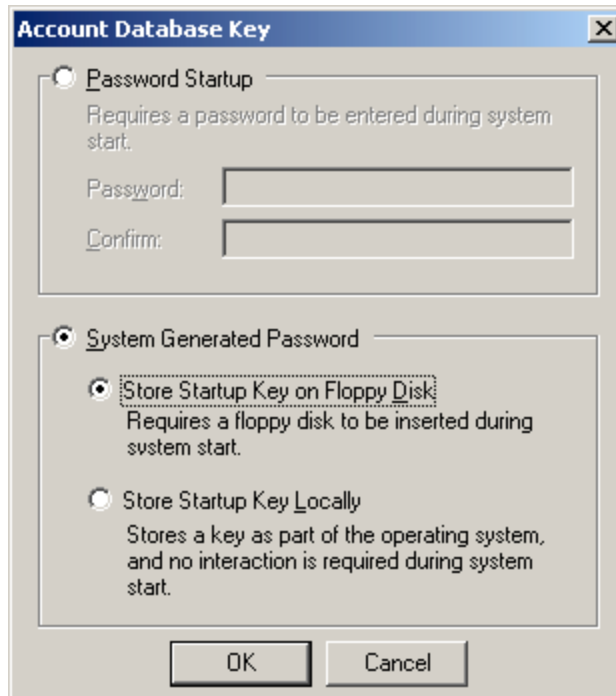 Account Database Key
Password Startup
Requires a password to be entered during system
start.
Password:
Confirm:
System Generated Password
Store Startup Key on Floppy Disk
Requires a floppy disk to be inserted during
system start.
Store Startup Key Locally
Stores a key as part of the operating system,
and no interaction is required during system
start.
OK
Cancel